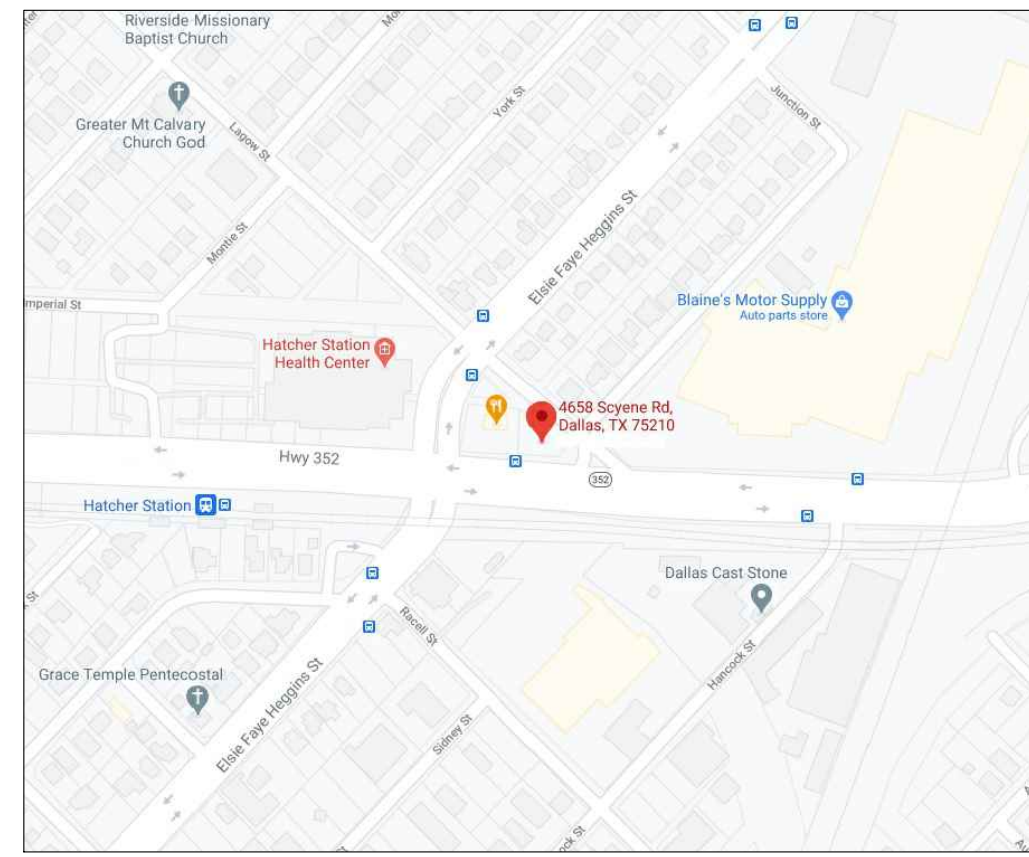 Riverside Missionary
Baptist Church
Greater Mt Calvary
Church God
Lagow St
York St
Junction St
Montie St
Elsie Faye Heggins St
Imperial St
Blaine's Motor Supply
Auto parts store
Hatcher Station
Health Center
4658 Scyene Rd,
Dallas, TX 75210
Hwy 352
352
Hatcher Station
Dallas Cast Stone
Racell St
Hancock St
Grace Temple Pentecostal
Elsie Faye Heggins St
Sidney St